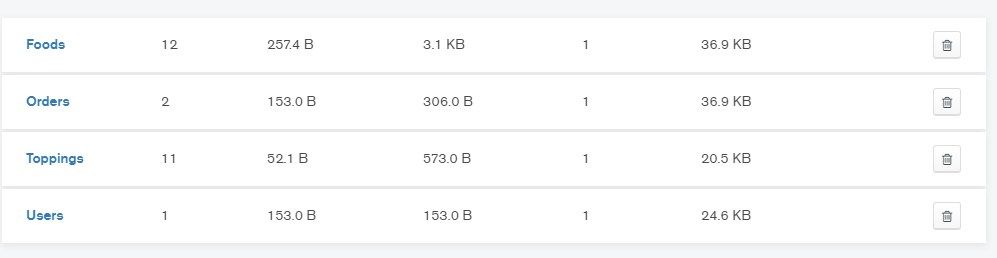 Foods 12 257.4 B 3.1 KB 1 36.9 KB
Orders 2 153.0 B 306.0 B 1 36.9 KB
Toppings 11 52.1 B 573.0 B 1 20.5 KB
Users 1 153.0 B 153.0 B 1 24.6 KB